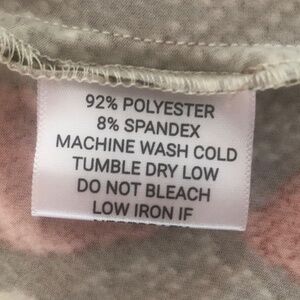 92% POLYESTER
8% SPANDEX
MACHINE WASH COLD
TUMBLE DRY LOW
DO NOT BLEACH
LOW IRON IF